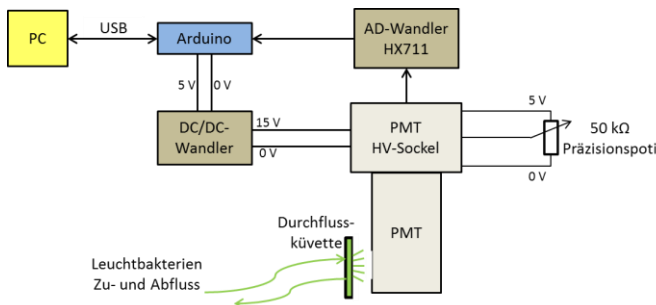 PC
USB
Arduino
AD-Wandler
HX711
5 V
0 V
DC/DC-
Wandler
15 V
0 V
PMT
HV-Sockel
5 V
50 kΩ
Präzisionspoti
0 V
Durchfluss-
küvette
PMT
Leuchtbakterien
Zu- und Abfluss